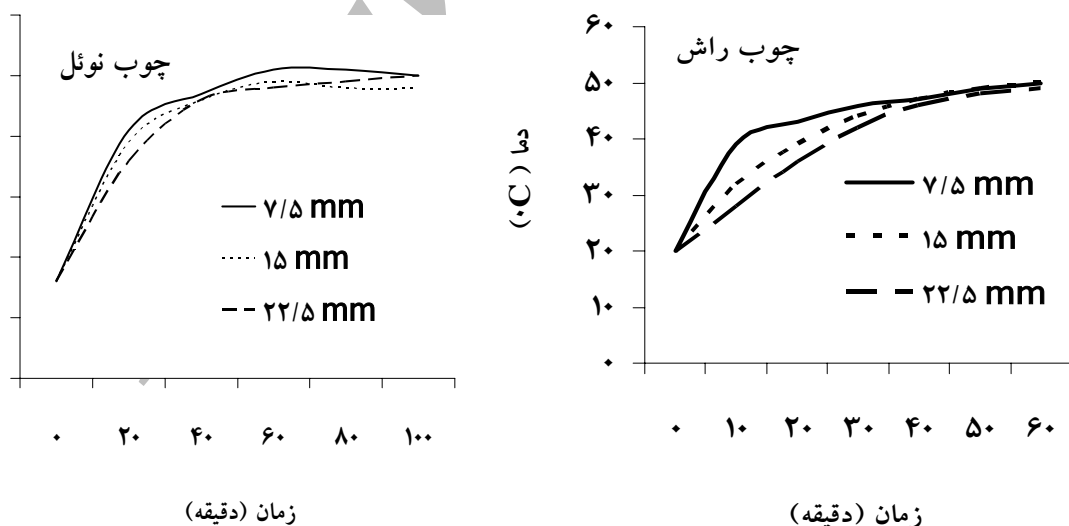 چوب نوئل
۷/۵ mm
۱۵ mm
۲۲/۵ mm
۰ ۲۰ ۴۰ ۶۰ ۸۰ ۱۰۰
زمان (دقیقه)
چوب راش
دما (۰C)
۶۰
۵۰
۴۰
۳۰
۲۰
۱۰
۰
۷/۵ mm
۱۵ mm
۲۲/۵ mm
۰ ۱۰ ۲۰ ۳۰ ۴۰ ۵۰ ۶۰
زمان (دقیقه)